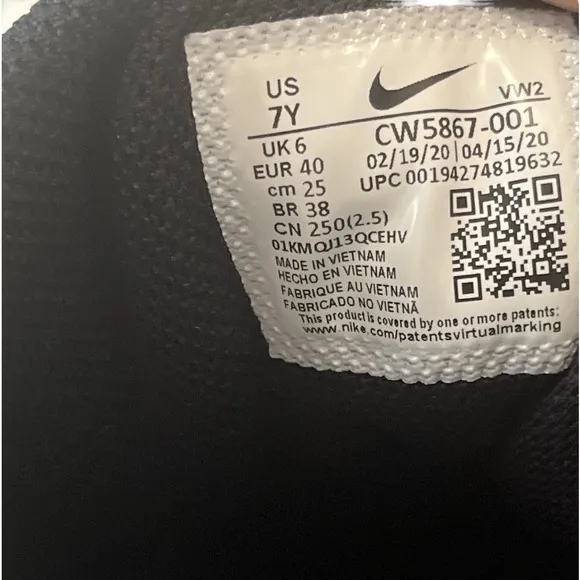 US
7Y
VW2
UK 6
CW5867-001
EUR 40
02/19/20|04/15/20
cm 25
UPC 00194274819632
BR 38
CN 250(2.5)
01KMQJ13QCEHV
MADE IN VIETNAM
HECHO EN VIETNAM
FABRIQUE AU VIETNAM
FABRICADO NO VIETNÃ
This product is covered by one or more patents:
www.nike.com/patentsvirtualmarking